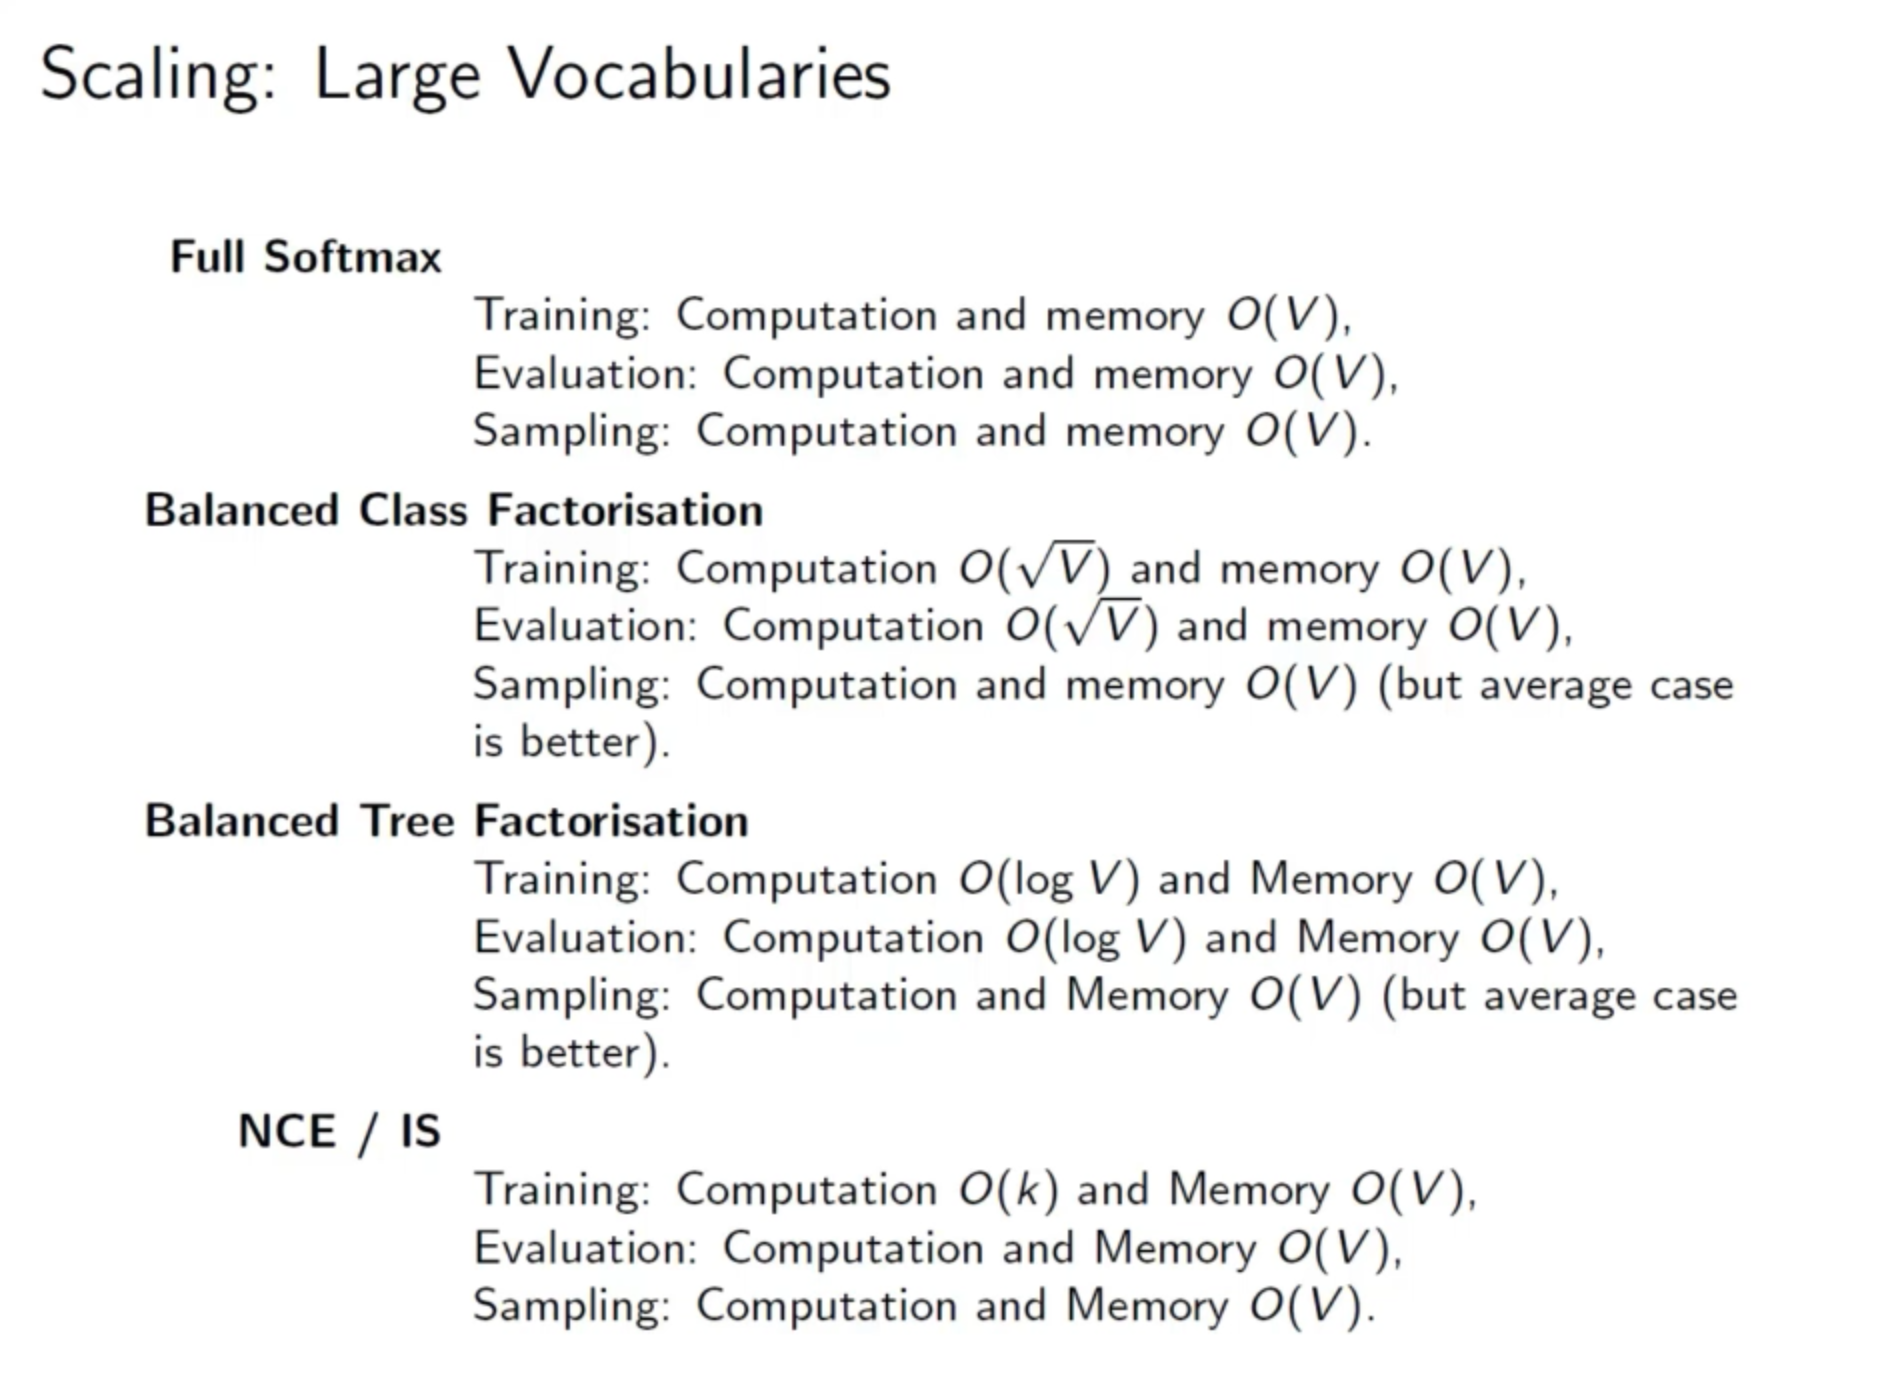 Scaling: Large Vocabularies
Full Softmax
Training: Computation and memory O(V),
Evaluation: Computation and memory O(V),
Sampling: Computation and memory O(V).
Balanced Class Factorisation
Training: Computation O(√V) and memory O(V),
Evaluation: Computation O(√V) and memory O(V),
Sampling: Computation and memory O(V) (but average case
is better).
Balanced Tree Factorisation
Training: Computation O(log V) and Memory O(V),
Evaluation: Computation O(log V) and Memory O(V),
Sampling: Computation and Memory O(V) (but average case
is better).
NCE / IS
Training: Computation O(k) and Memory O(V),
Evaluation: Computation and Memory O(V),
Sampling: Computation and Memory O(V).